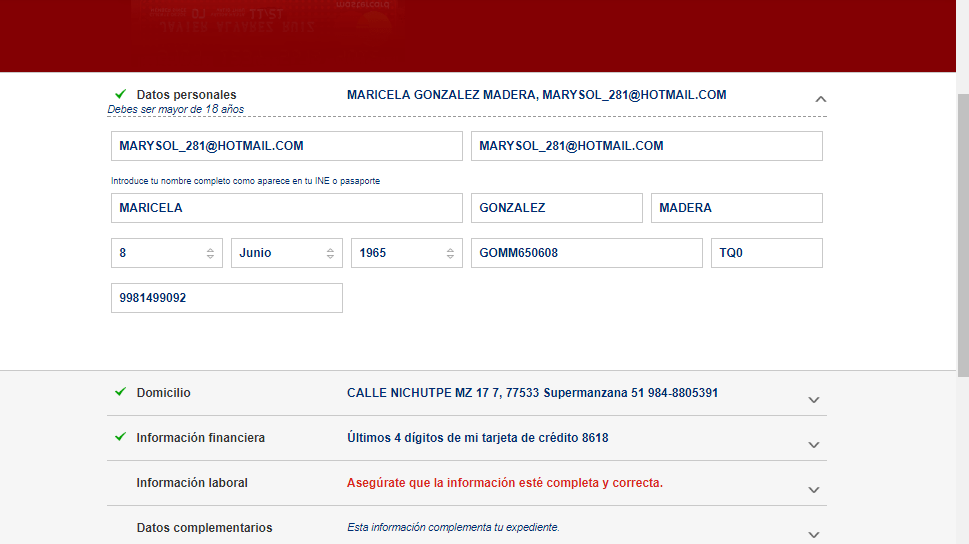 Datos personales MARICELA GONZALEZ MADERA, MARYSOL_281@HOTMAIL.COM
Debes ser mayor de 18 años
MARYSOL_281@HOTMAIL.COM MARYSOL_281@HOTMAIL.COM
Introduce tu nombre completo como aparece en tu INE o pasaporte
MARICELA GONZALEZ MADERA
8 Junio 1965 GOMM650608 TQ0
9981499092
Domicilio CALLE NICHUTPE MZ 17 7, 77533 Supermanzana 51 984-8805391
Información financiera Últimos 4 dígitos de mi tarjeta de crédito 8618
Información laboral Asegúrate que la información esté completa y correcta.
Datos complementarios Esta información complementa tu expediente.